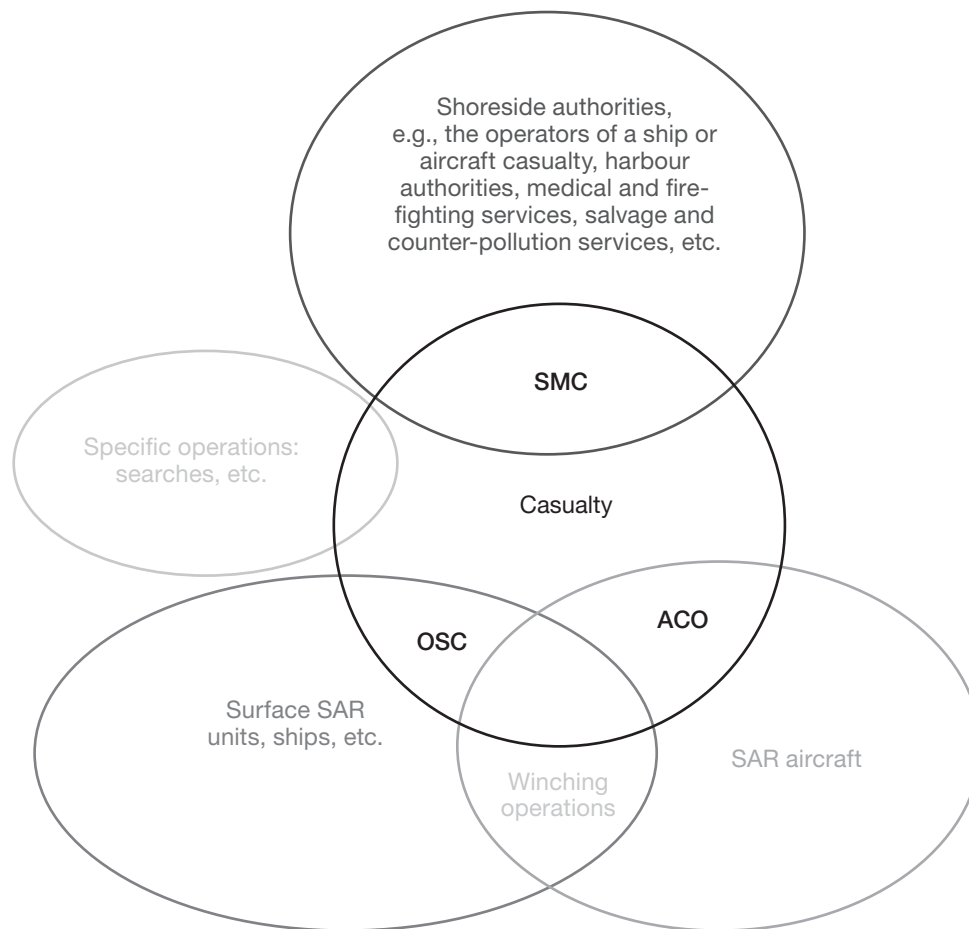 Shoreside authorities,
e.g., the operators of a ship or
aircraft casualty, harbour
authorities, medical and fire-
fighting services, salvage and
counter-pollution services, etc.
SMC
Specific operations:
searches, etc.
Casualty
OSC
ACO
Surface SAR
units, ships, etc.
Winching
operations
SAR aircraft